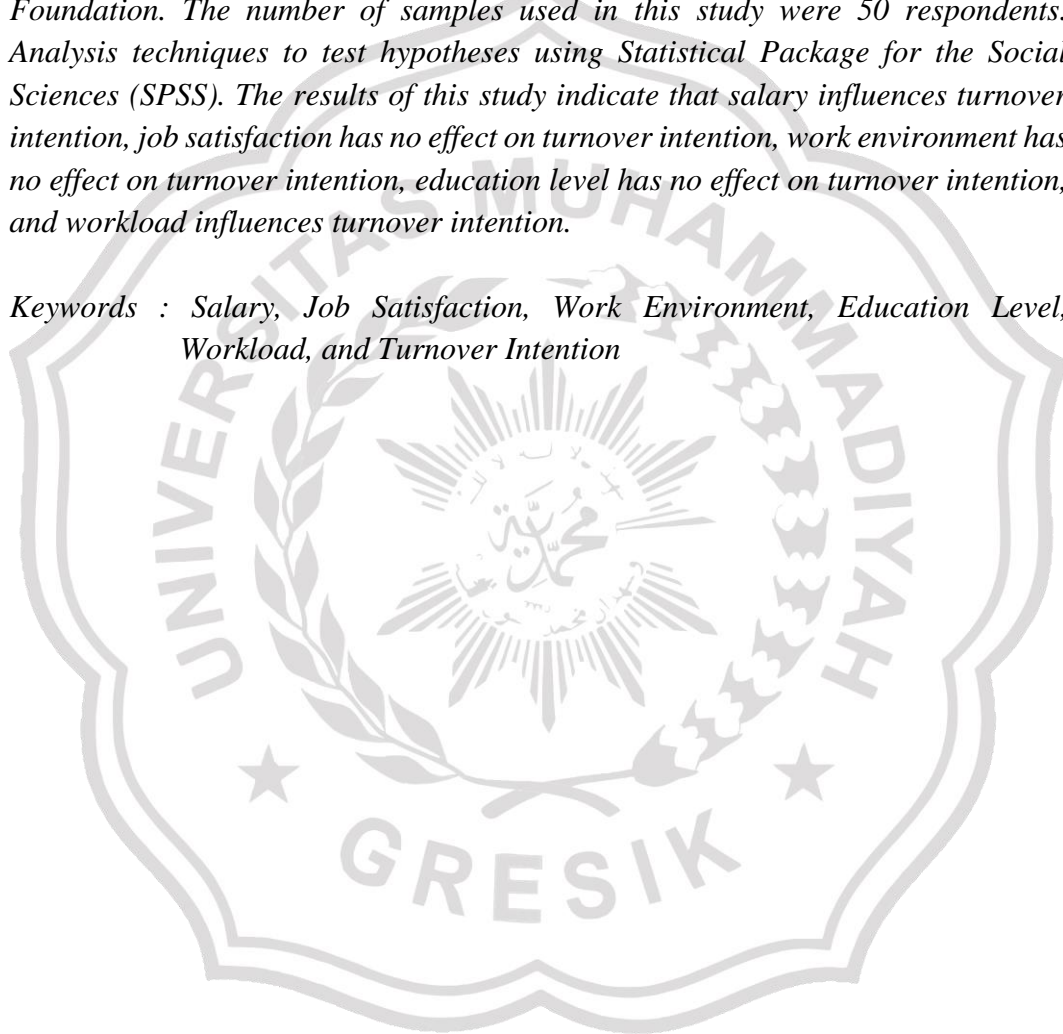 Foundation. The number of samples used in this study were 50 respondents.
Analysis techniques to test hypotheses using Statistical Package for the Social
Sciences (SPSS). The results of this study indicate that salary influences turnover
intention, job satisfaction has no effect on turnover intention, work environment has
no effect on turnover intention, education level has no effect on turnover intention,
and workload influences turnover intention.
Keywords : Salary, Job Satisfaction, Work Environment, Education Level,
Workload, and Turnover Intention
UNIVERSITAS MUHAMMADIYAH
GRESIK